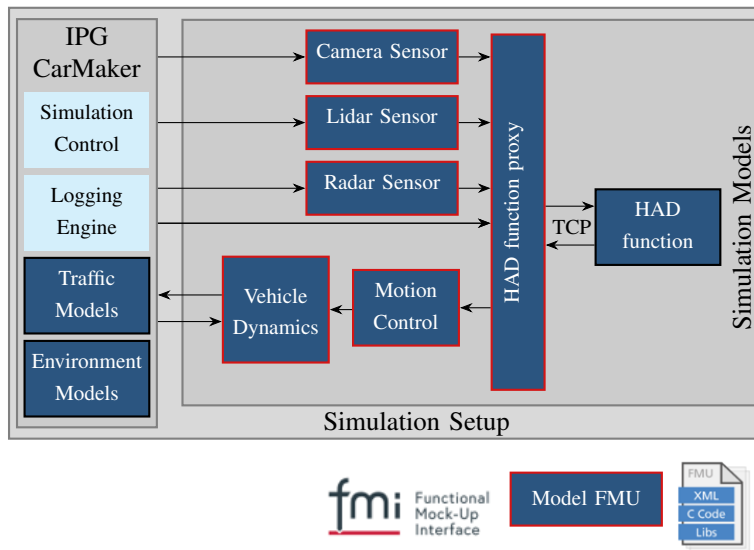 IPG
CarMaker
Simulation
Control
Logging
Engine
Traffic
Models
Environment
Models
Camera Sensor
Lidar Sensor
Radar Sensor
Vehicle
Dynamics
Motion
Control
HAD function proxy
TCP
HAD
function
Simulation Models
Simulation Setup
fmi
Functional
Mock-Up
Interface
Model FMU
FMU
XML
C Code
Libs